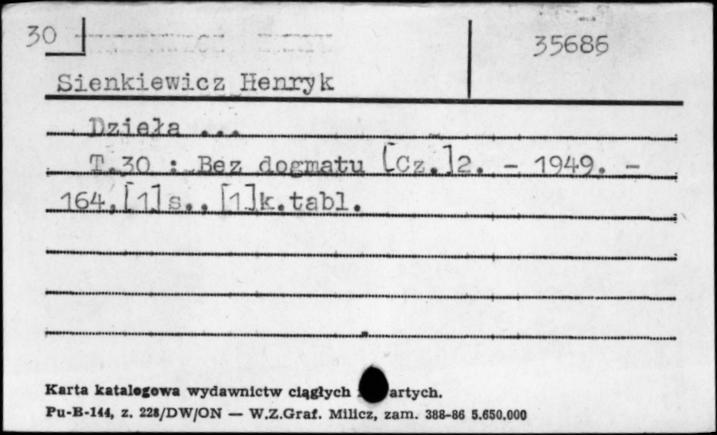 30 35686
Sienkiewicz Henryk
Dzieła ...
T.30 : Bez dogmatu [Cz.]2. - 1949. -
164,[1]s., [1]k.tabl.
Karta katalogowa wydawnictw ciągłych artych.
Pu-B-144, z. 228/DW/ON — W.Z.Graf. Milicz, zam. 388-86 5.650.000